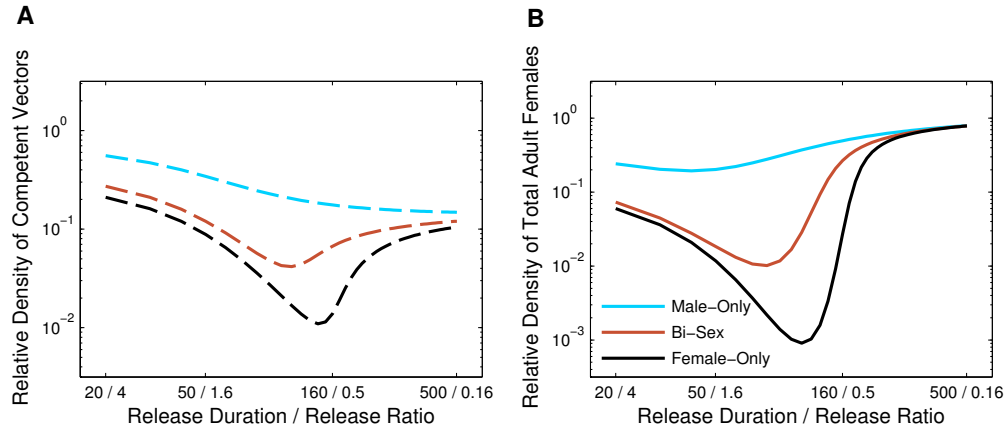 A
Relative Density of Competent Vectors
10^0
10^-1
10^-2
20 / 4
50 / 1.6
160 / 0.5
500 / 0.16
Release Duration / Release Ratio
B
Relative Density of Total Adult Females
10^0
10^-1
10^-2
10^-3
Male-Only
Bi-Sex
Female-Only
20 / 4
50 / 1.6
160 / 0.5
500 / 0.16
Release Duration / Release Ratio